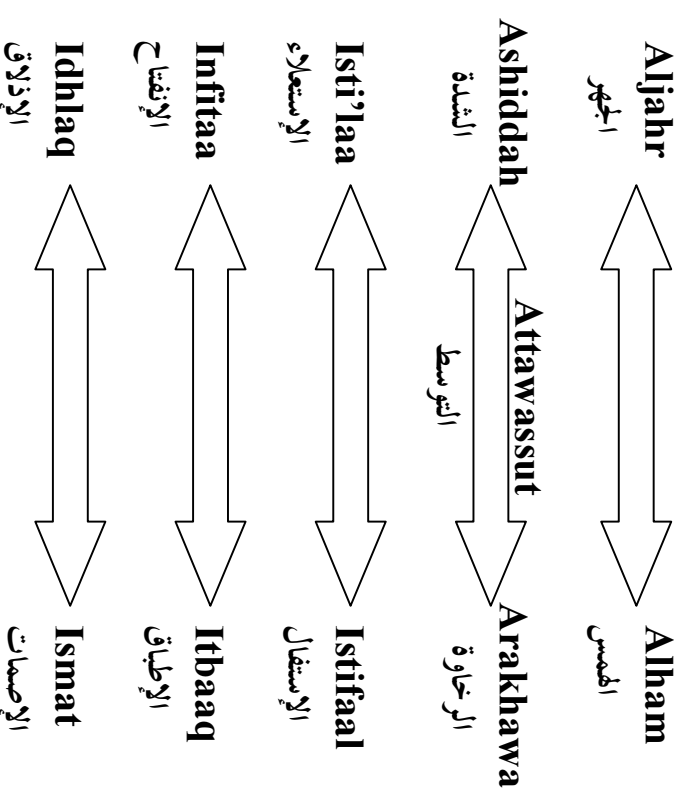 Aljahr
الجهر
Alham
الهمس
Ashiddah
الشدة
Attawassut
التوسط
Arakhawa
الرخاوة
Isti'laa
الإستعلاء
Istifaal
الإستفال
Infitaa
الإنفتاح
Itbaaq
الإطباق
Idhlaq
الإذلاق
Ismat
الإصمات